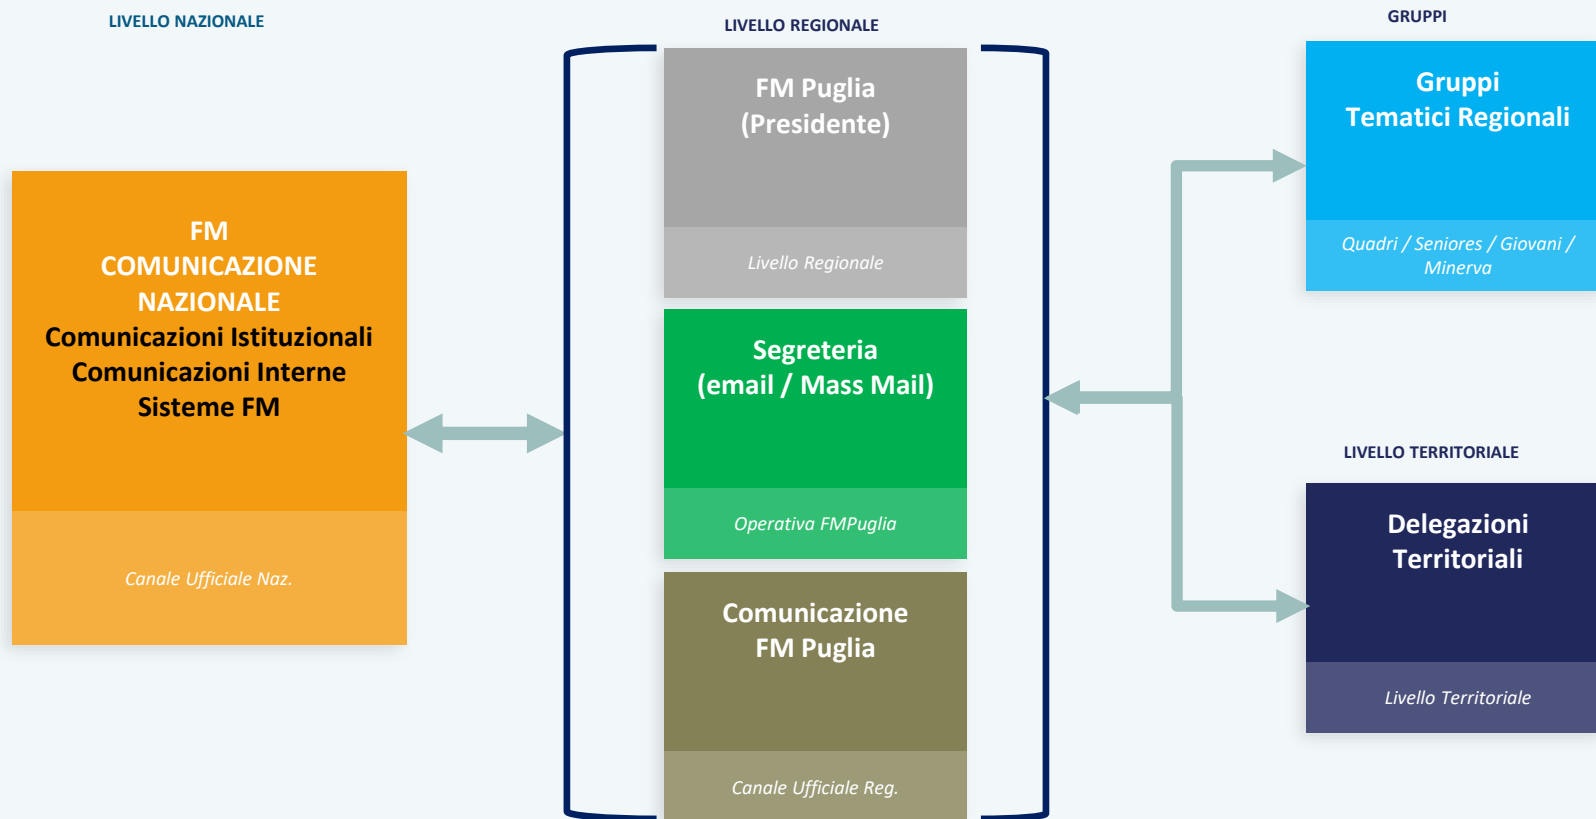 LIVELLO NAZIONALE
FM
COMUNICAZIONE
NAZIONALE
Comunicazioni Istituzionali
Comunicazioni Interne
Sisteme FM
Canale Ufficiale Naz.
LIVELLO REGIONALE
FM Puglia
(Presidente)
Livello Regionale
Segreteria
(email / Mass Mail)
Operativa FMPuglia
Comunicazione
FM Puglia
Canale Ufficiale Reg.
GRUPPI
Gruppi
Tematici Regionali
Quadri / Seniores / Giovani /
Minerva
LIVELLO TERRITORIALE
Delegazioni
Territoriali
Livello Territoriale